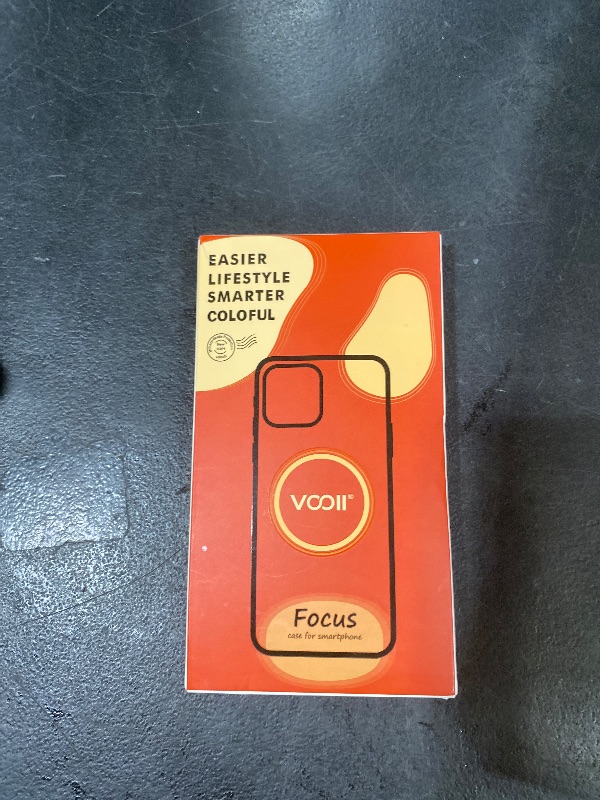 EASIER
LIFESTYLE
SMARTER
COLOFUL
VOOII
Focus
case for smartphone